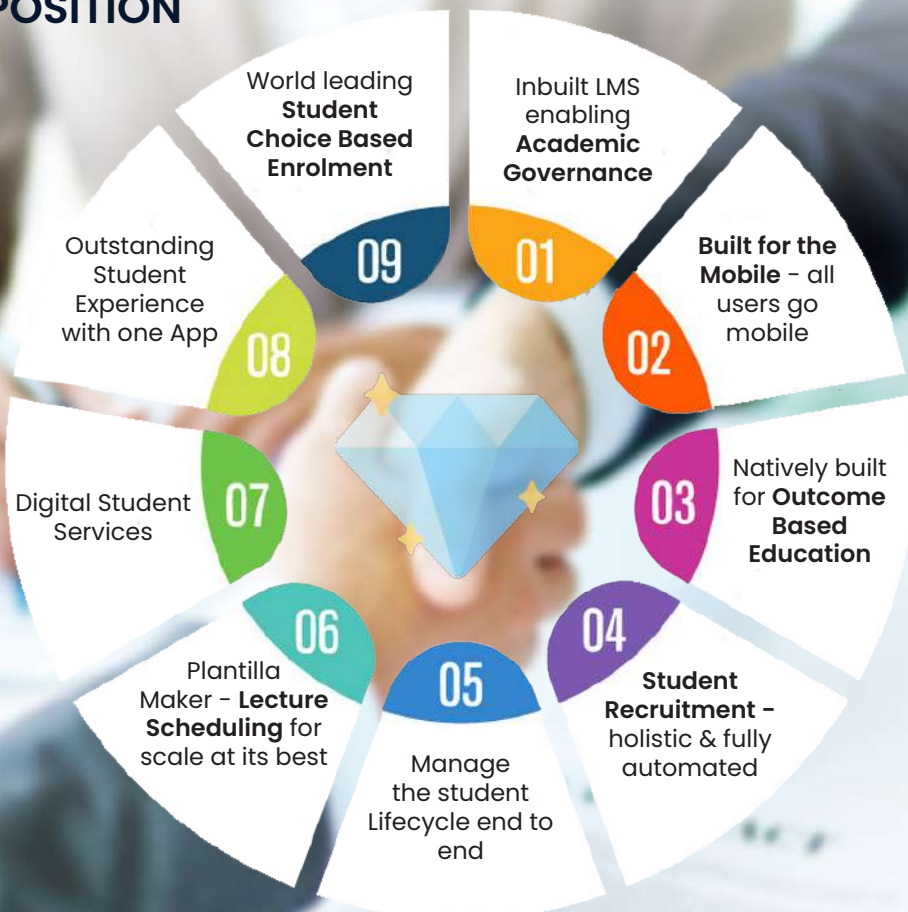 POSITION
World leading
Student
Choice Based
Enrolment
09
Inbuilt LMS
enabling
Academic
Governance
01
Built for the
Mobile - all
users go
mobile
02
Natively built
for Outcome
Based
Education
03
04
Student
Recruitment -
holistic & fully
automated
05
Manage
the student
Lifecycle end to
end
06
Plantilla
Maker - Lecture
Scheduling for
scale at its best
Digital Student
Services
07
Outstanding
Student
Experience
with one App
08